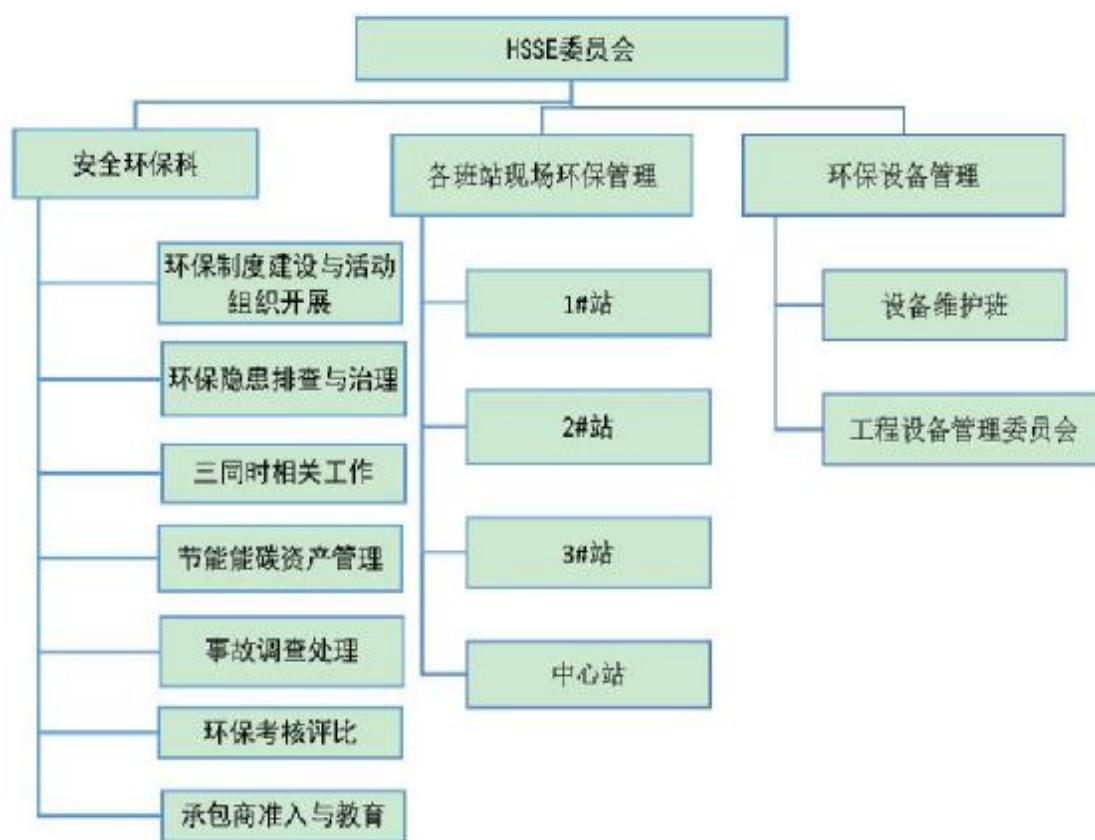 HSSE委员会
安全环保科
各班站现场环保管理
环保设备管理
环保制度建设与活动
组织开展
环保隐患排查与治理
三同时相关工作
节能能碳资产管理
事故调查处理
环保考核评比
承包商准入与教育
1#站
2#站
3#站
中心站
设备维护班
工程设备管理委员会